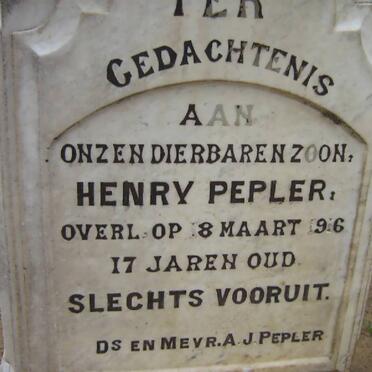 TER
GEDACHTENIS
AAN
ONZEN DIERBAREN ZOON,
HENRY PEPLER,
OVERL: OP 18 MAART 1916
17 JAREN OUD
SLECHTS VOORUIT.
DS EN MEVR. A. J. PEPLER